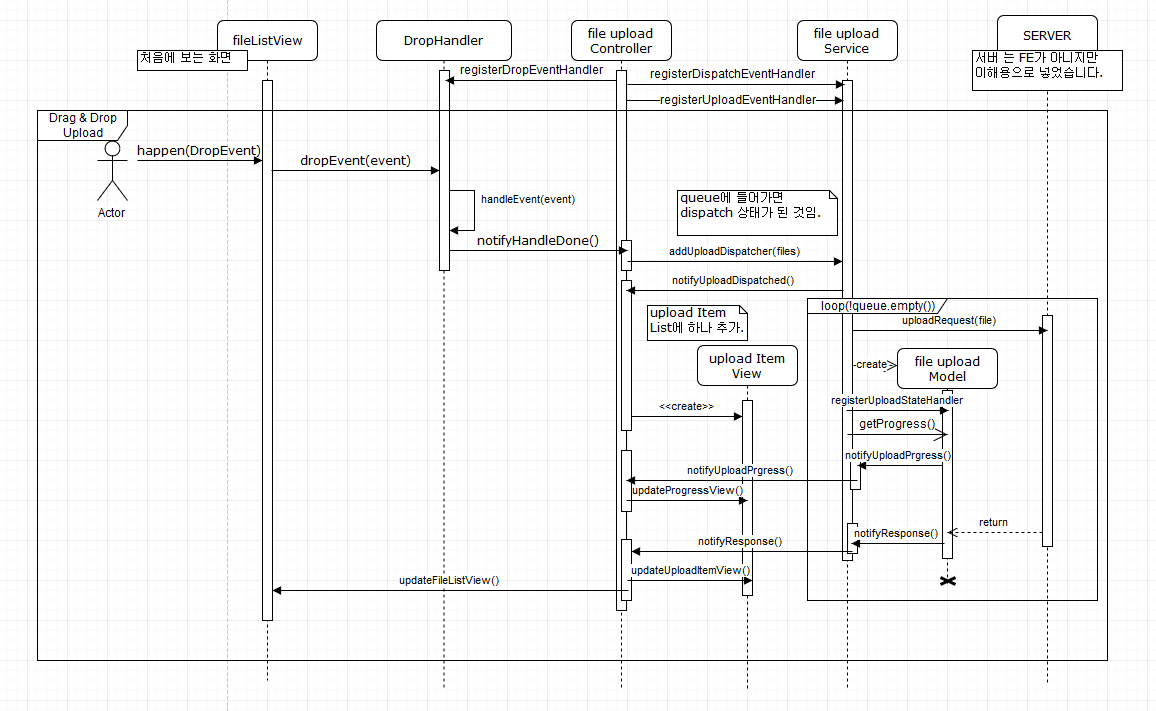 fileListView
DropHandler
file upload
Controller
file upload
Service
SERVER
처음에 보는 화면
서버 는 FE가 아니지만
이해용으로 넣었습니다.
registerDropEventHandler
registerDispatchEventHandler
registerUploadEventHandler
Drag & Drop
Upload
happen(DropEvent)
dropEvent(event)
Actor
handleEvent(event)
queue에 들어가면
dispatch 상태가 된 것임.
notifyHandleDone()
addUploadDispatcher(files)
notifyUploadDispatched()
loop(!queue.empty())
upload Item
List에 하나 추가.
uploadRequest(file)
upload Item
View
create
file upload
Model
<<create>>
registerUploadStateHandler
getProgress()
notifyUploadPrgress()
notifyUploadPrgress()
updateProgressView()
return
notifyResponse()
notifyResponse()
updateUploadItemView()
updateFileListView()